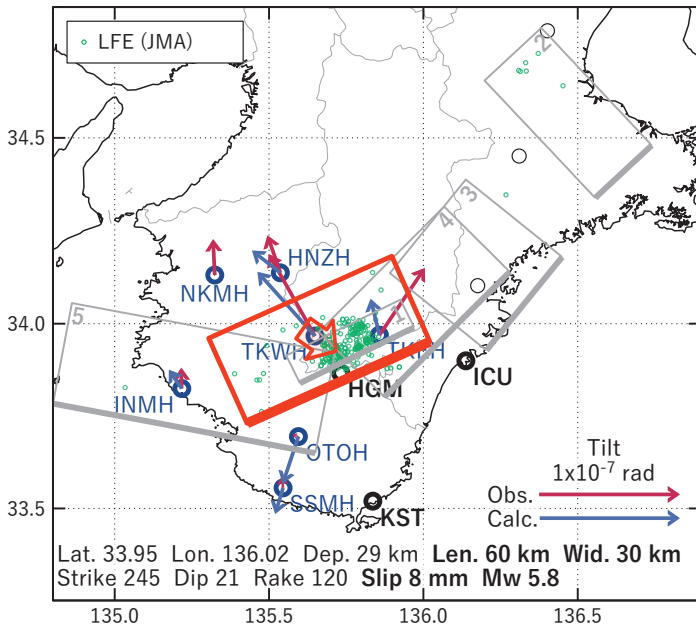 LFE (JMA)
34.5
34.0
33.5
2
3
4
1
5
HNZH
NKMH
TKWH
TKEH
HGM
ICU
INMH
OTOH
SSMH
KST
Tilt
1x10⁻⁷ rad
Obs.
Calc.
Lat. 33.95 Lon. 136.02 Dep. 29 km Len. 60 km Wid. 30 km
Strike 245 Dip 21 Rake 120 Slip 8 mm Mw 5.8
135.0 135.5 136.0 136.5